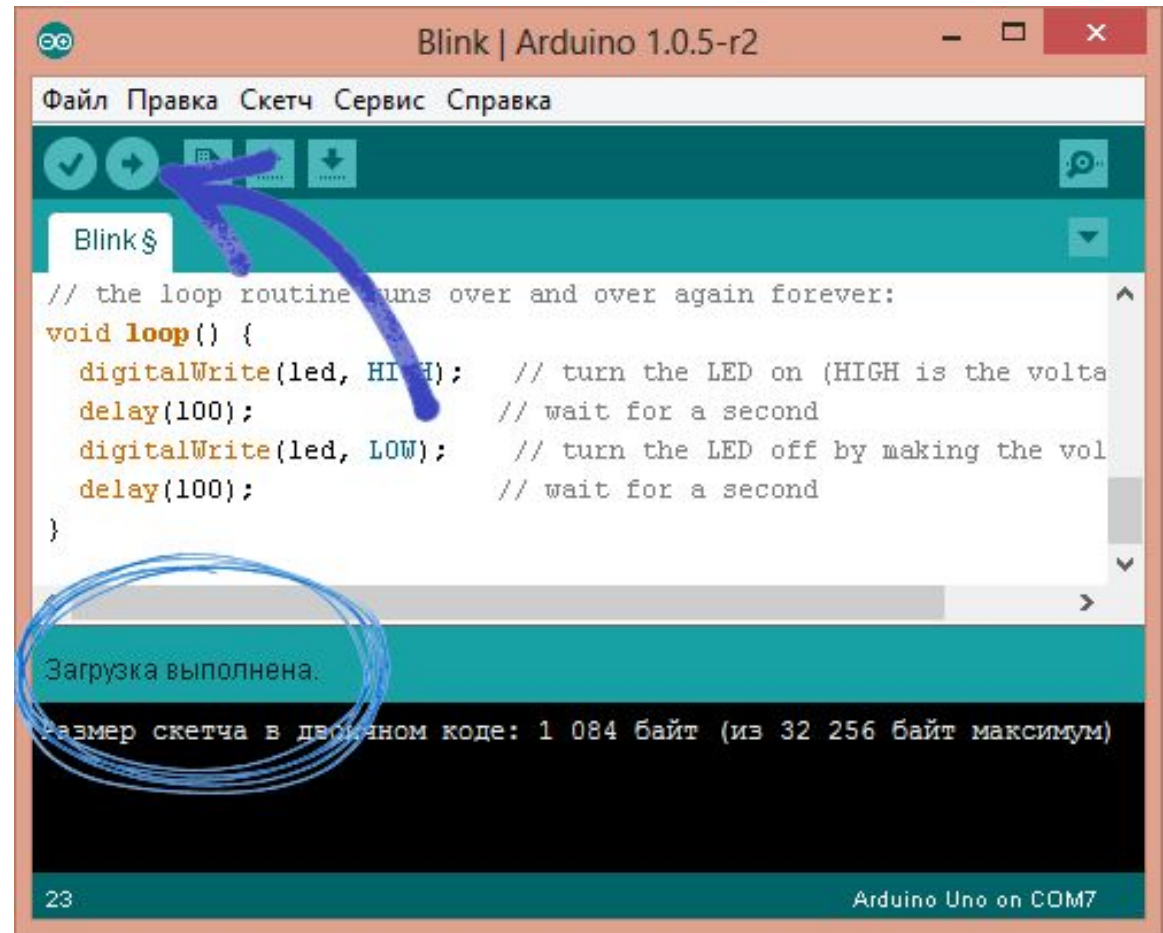 Blink | Arduino 1.0.5-r2
Файл Правка Скетч Сервис Справка
Blink §
// the loop routine runs over and over again forever:
void loop() {
  digitalWrite(led, HIGH);   // turn the LED on (HIGH is the volta
  delay(100);               // wait for a second
  digitalWrite(led, LOW);    // turn the LED off by making the vol
  delay(100);               // wait for a second
}
Загрузка выполнена.
Размер скетча в двоичном коде: 1 084 байт (из 32 256 байт максимум)
23 Arduino Uno on COM7